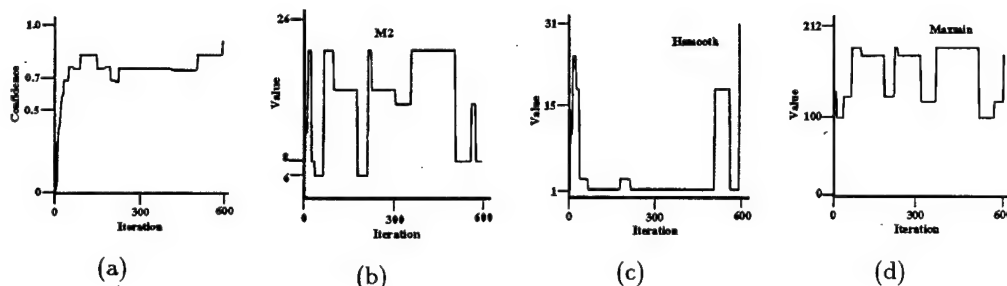 1.0
0.7
0.5
0
Confidence
0
300
600
Iteration
(a)
26
8
6
Value
M2
0
300
600
Iteration
(b)
31
15
1
Value
Hsmooth
0
300
600
Iteration
(c)
212
100
0
Value
Maxmin
0
300
600
Iteration
(d)